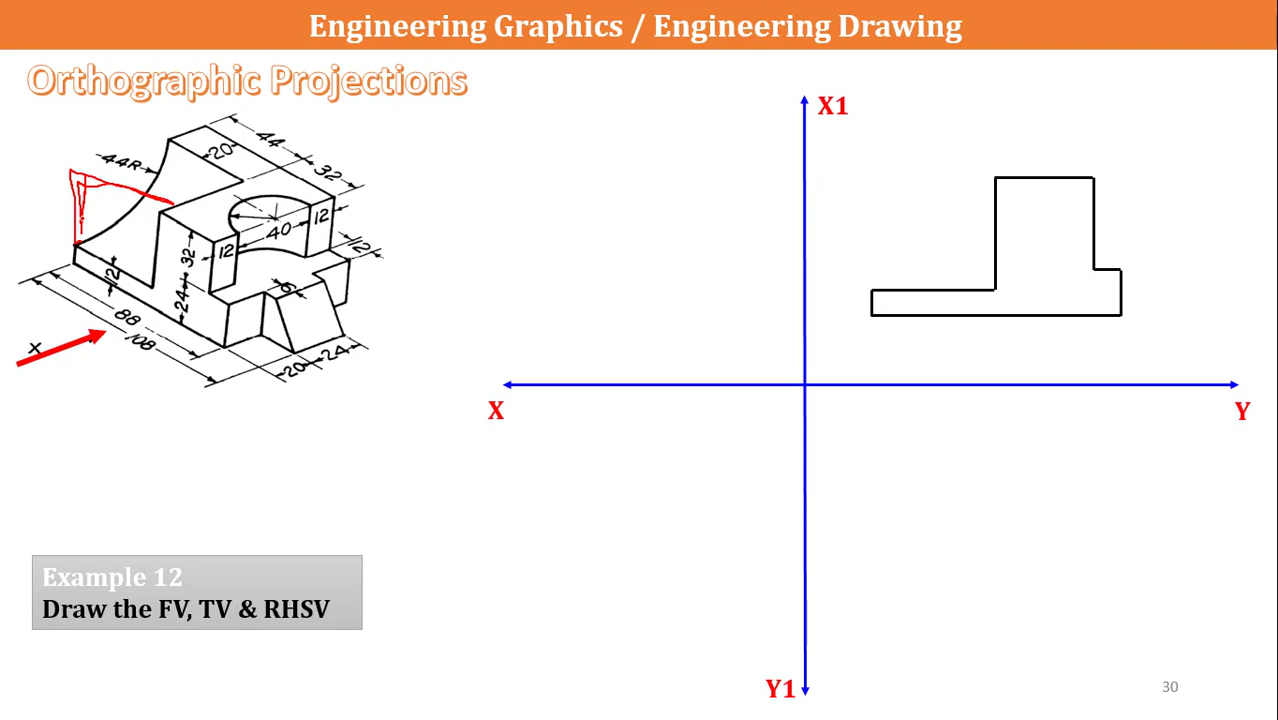 Engineering Graphics / Engineering Drawing
Orthographic Projections
44
20
32
44R
12
40
12
12
32
6
12
24
88
108
X
20
24
X1
X
Y
Y1
Example 12
Draw the FV, TV & RHSV
30